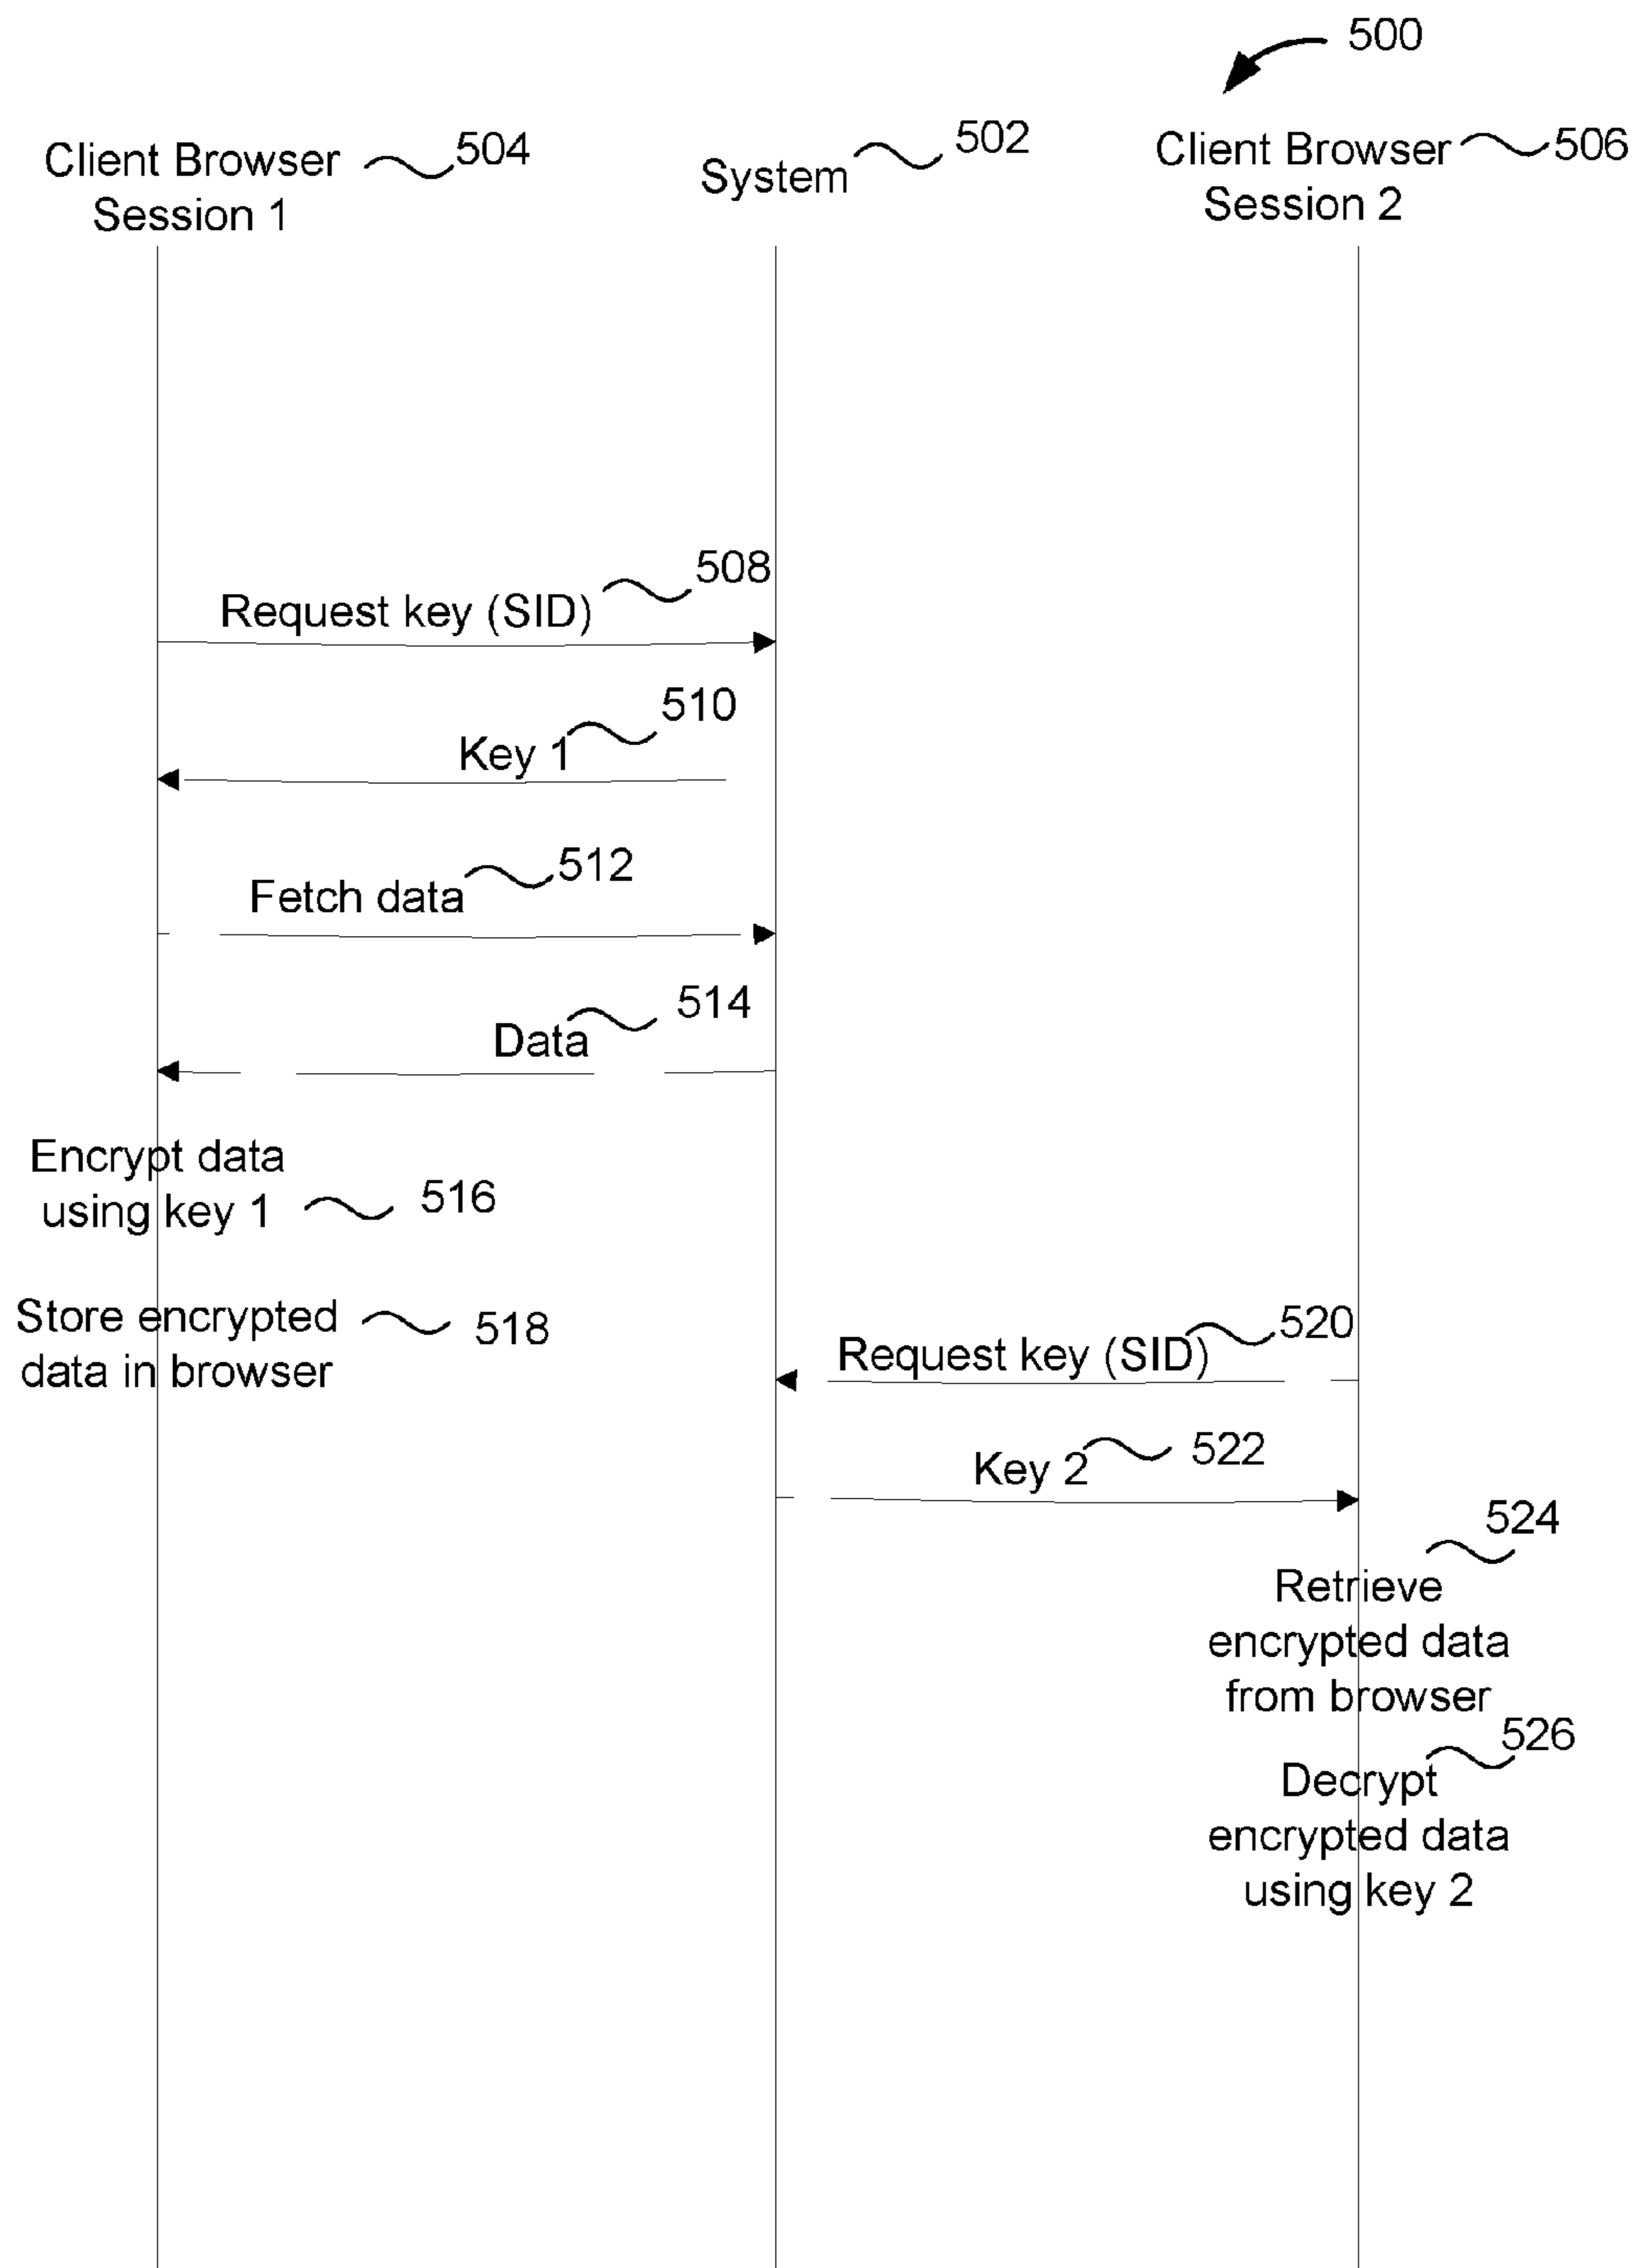 500
Client Browser 504
Session 1
System 502
Client Browser 506
Session 2
Request key (SID) 508
Key 1 510
Fetch data 512
Data 514
Encrypt data
using key 1 516
Store encrypted 518
data in browser
Request key (SID) 520
Key 2 522
524
Retrieve
encrypted data
from browser
526
Decrypt
encrypted data
using key 2